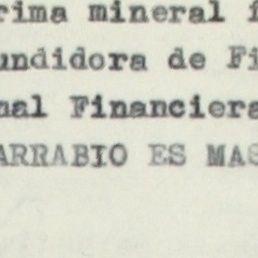 rima mineral f
undidora de Fi
nal Financiera
ARRABIO ES MAS